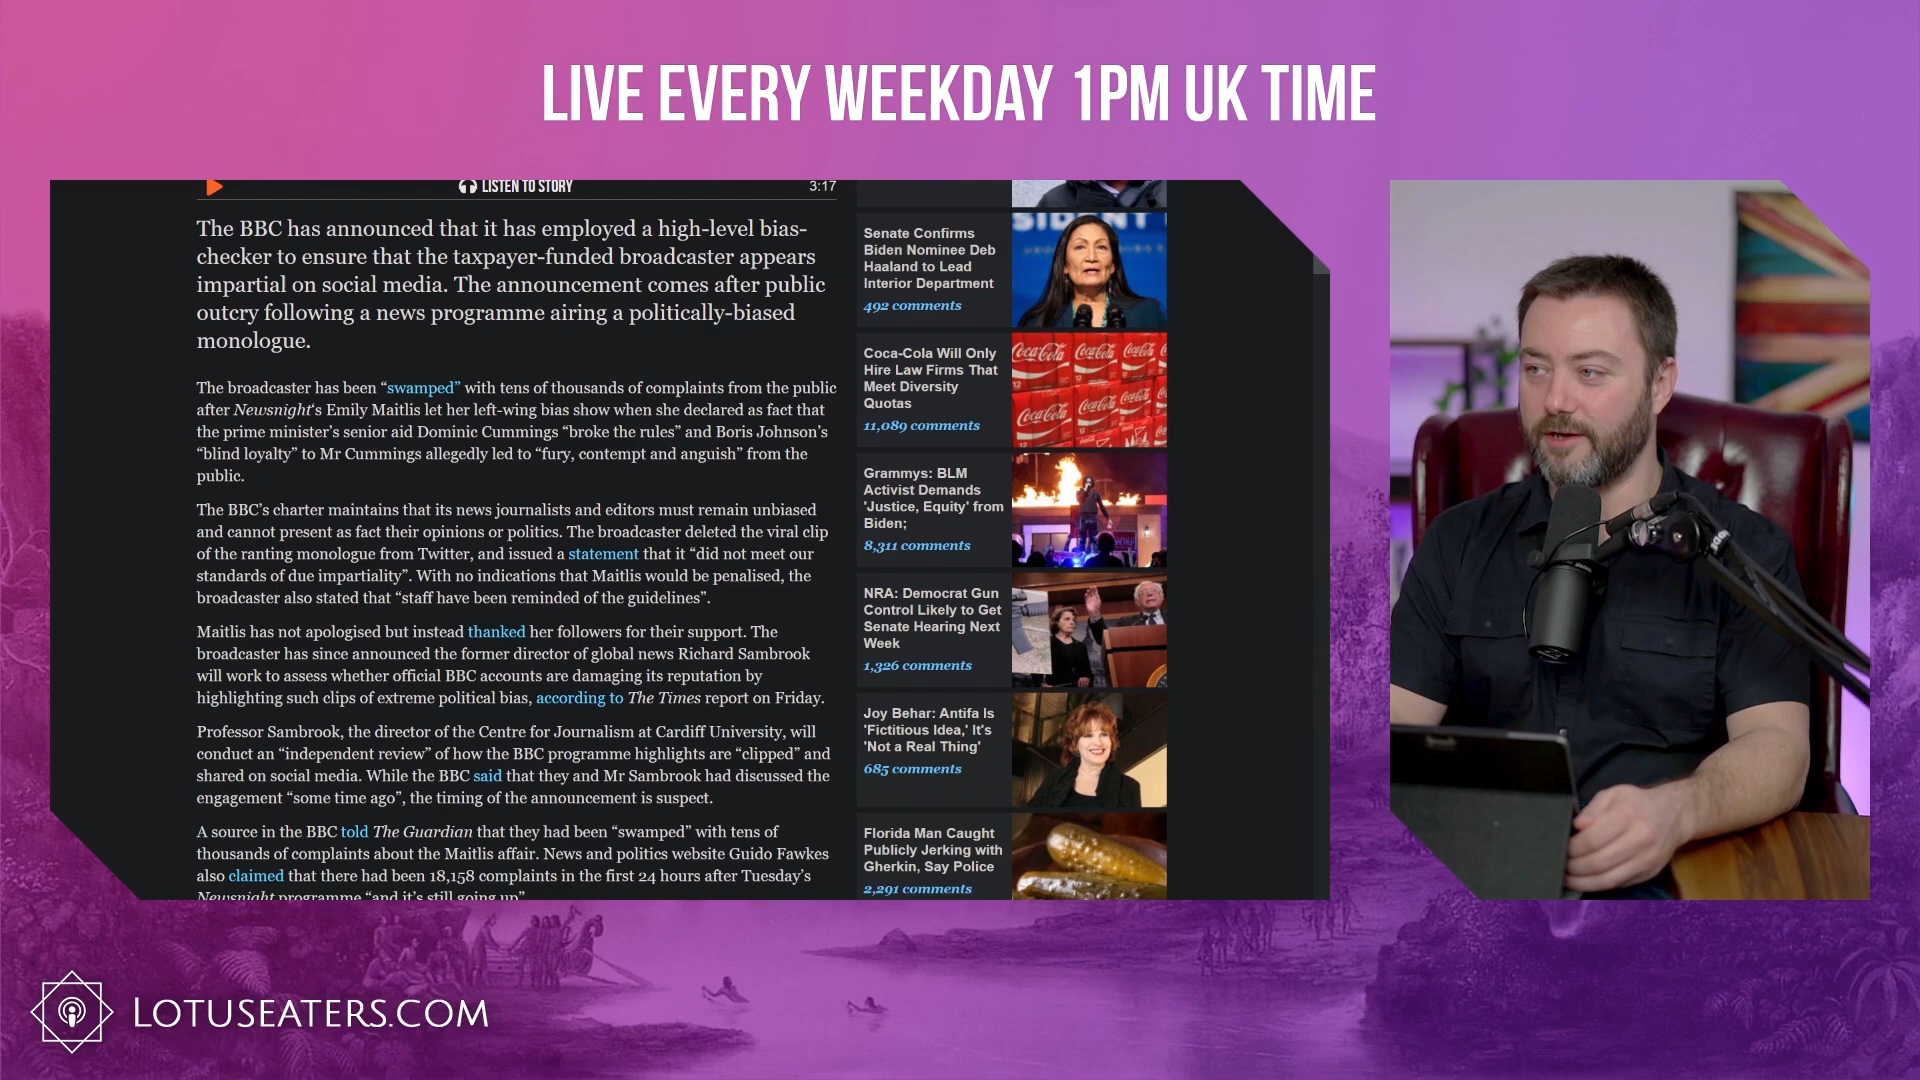 LIVE EVERY WEEKDAY 1PM UK TIME
LISTEN TO STORY
3:17
The BBC has announced that it has employed a high-level bias-
checker to ensure that the taxpayer-funded broadcaster appears
impartial on social media. The announcement comes after public
outcry following a news programme airing a politically-biased
monologue.
The broadcaster has been “swamped” with tens of thousands of complaints from the public
after Newsnight‘s Emily Maitlis let her left-wing bias show when she declared as fact that
the prime minister’s senior aid Dominic Cummings “broke the rules” and Boris Johnson’s
“blind loyalty” to Mr Cummings allegedly led to “fury, contempt and anguish” from the
public.
The BBC’s charter maintains that its news journalists and editors must remain unbiased
and cannot present as fact their opinions or politics. The broadcaster deleted the viral clip
of the ranting monologue from Twitter, and issued a statement that it “did not meet our
standards of due impartiality”. With no indications that Maitlis would be penalised, the
broadcaster also stated that “staff have been reminded of the guidelines”.
Maitlis has not apologised but instead thanked her followers for their support. The
broadcaster has since announced the former director of global news Richard Sambrook
will work to assess whether official BBC accounts are damaging its reputation by
highlighting such clips of extreme political bias, according to The Times report on Friday.
Professor Sambrook, the director of the Centre for Journalism at Cardiff University, will
conduct an “independent review” of how the BBC programme highlights are “clipped” and
shared on social media. While the BBC said that they and Mr Sambrook had discussed the
engagement “some time ago”, the timing of the announcement is suspect.
A source in the BBC told The Guardian that they had been “swamped” with tens of
thousands of complaints about the Maitlis affair. News and politics website Guido Fawkes
also claimed that there had been 18,158 complaints in the first 24 hours after Tuesday’s
Newsnight programme “and it’s still going up”
Senate Confirms
Biden Nominee Deb
Haaland to Lead
Interior Department
492 comments
SIDENT
Coca-Cola Will Only
Hire Law Firms That
Meet Diversity
Quotas
11,089 comments
Coca-Cola Coca-Cola Coca-Cola
Coca-Cola Coca-Cola Coca-Cola
Grammys: BLM
Activist Demands
'Justice, Equity' from
Biden;
8,311 comments
NRA: Democrat Gun
Control Likely to Get
Senate Hearing Next
Week
1,326 comments
Joy Behar: Antifa Is
'Fictitious Idea,' It's
'Not a Real Thing'
685 comments
Florida Man Caught
Publicly Jerking with
Gherkin, Say Police
2,291 comments
LOTUSEATERS.COM